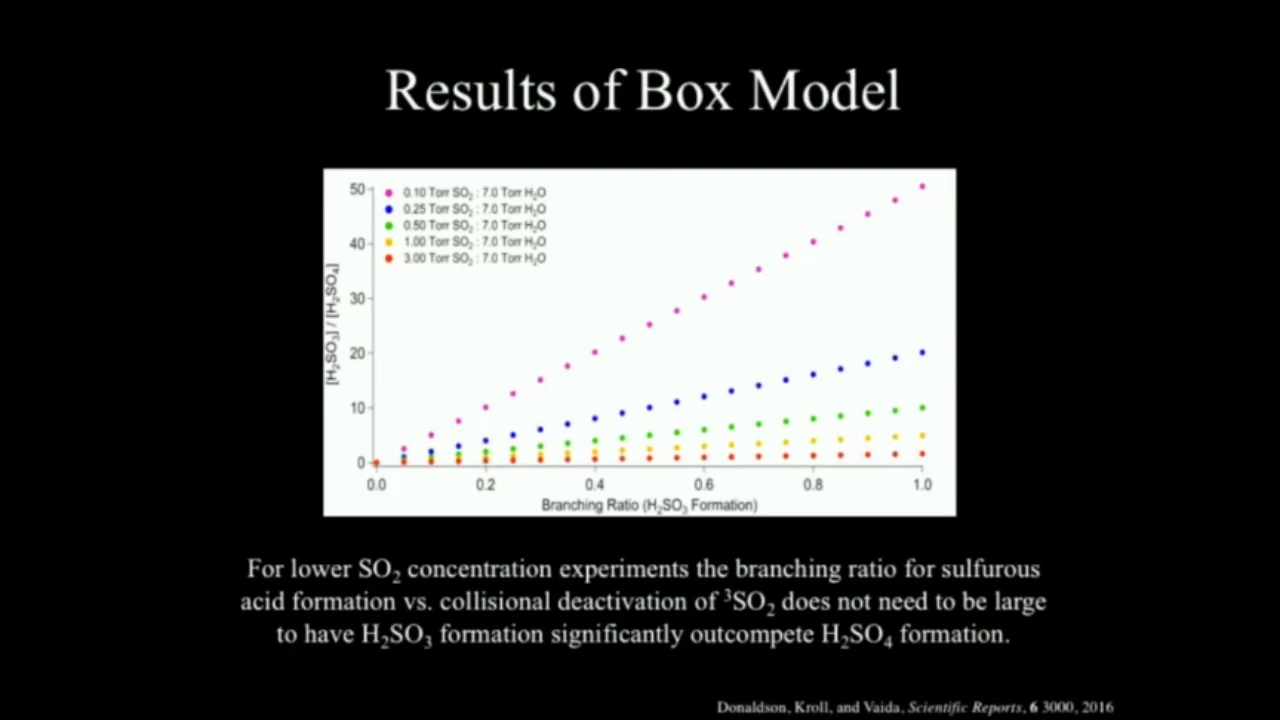 Results of Box Model
50
0.10 Torr SO₂ : 7.0 Torr H₂O
0.25 Torr SO₂ : 7.0 Torr H₂O
0.50 Torr SO₂ : 7.0 Torr H₂O
1.00 Torr SO₂ : 7.0 Torr H₂O
3.00 Torr SO₂ : 7.0 Torr H₂O
40
30
20
10
0
[H₂SO₃] / [H₂SO₄]
0.0 0.2 0.4 0.6 0.8 1.0
Branching Ratio (H₂SO₃ Formation)
For lower SO₂ concentration experiments the branching ratio for sulfurous
acid formation vs. collisional deactivation of ³SO₂ does not need to be large
to have H₂SO₃ formation significantly outcompete H₂SO₄ formation.
Donaldson, Kroll, and Vaida, Scientific Reports, 6 3000, 2016